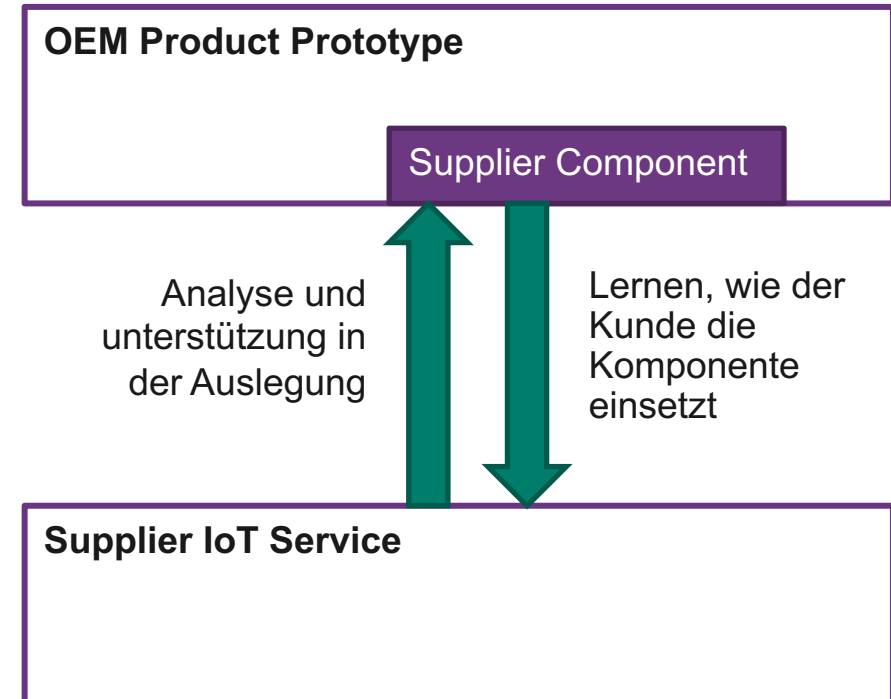 OEM Product Prototype
Supplier Component
Analyse und
unterstützung in
der Auslegung
Lernen, wie der
Kunde die
Komponente
einsetzt
Supplier IoT Service